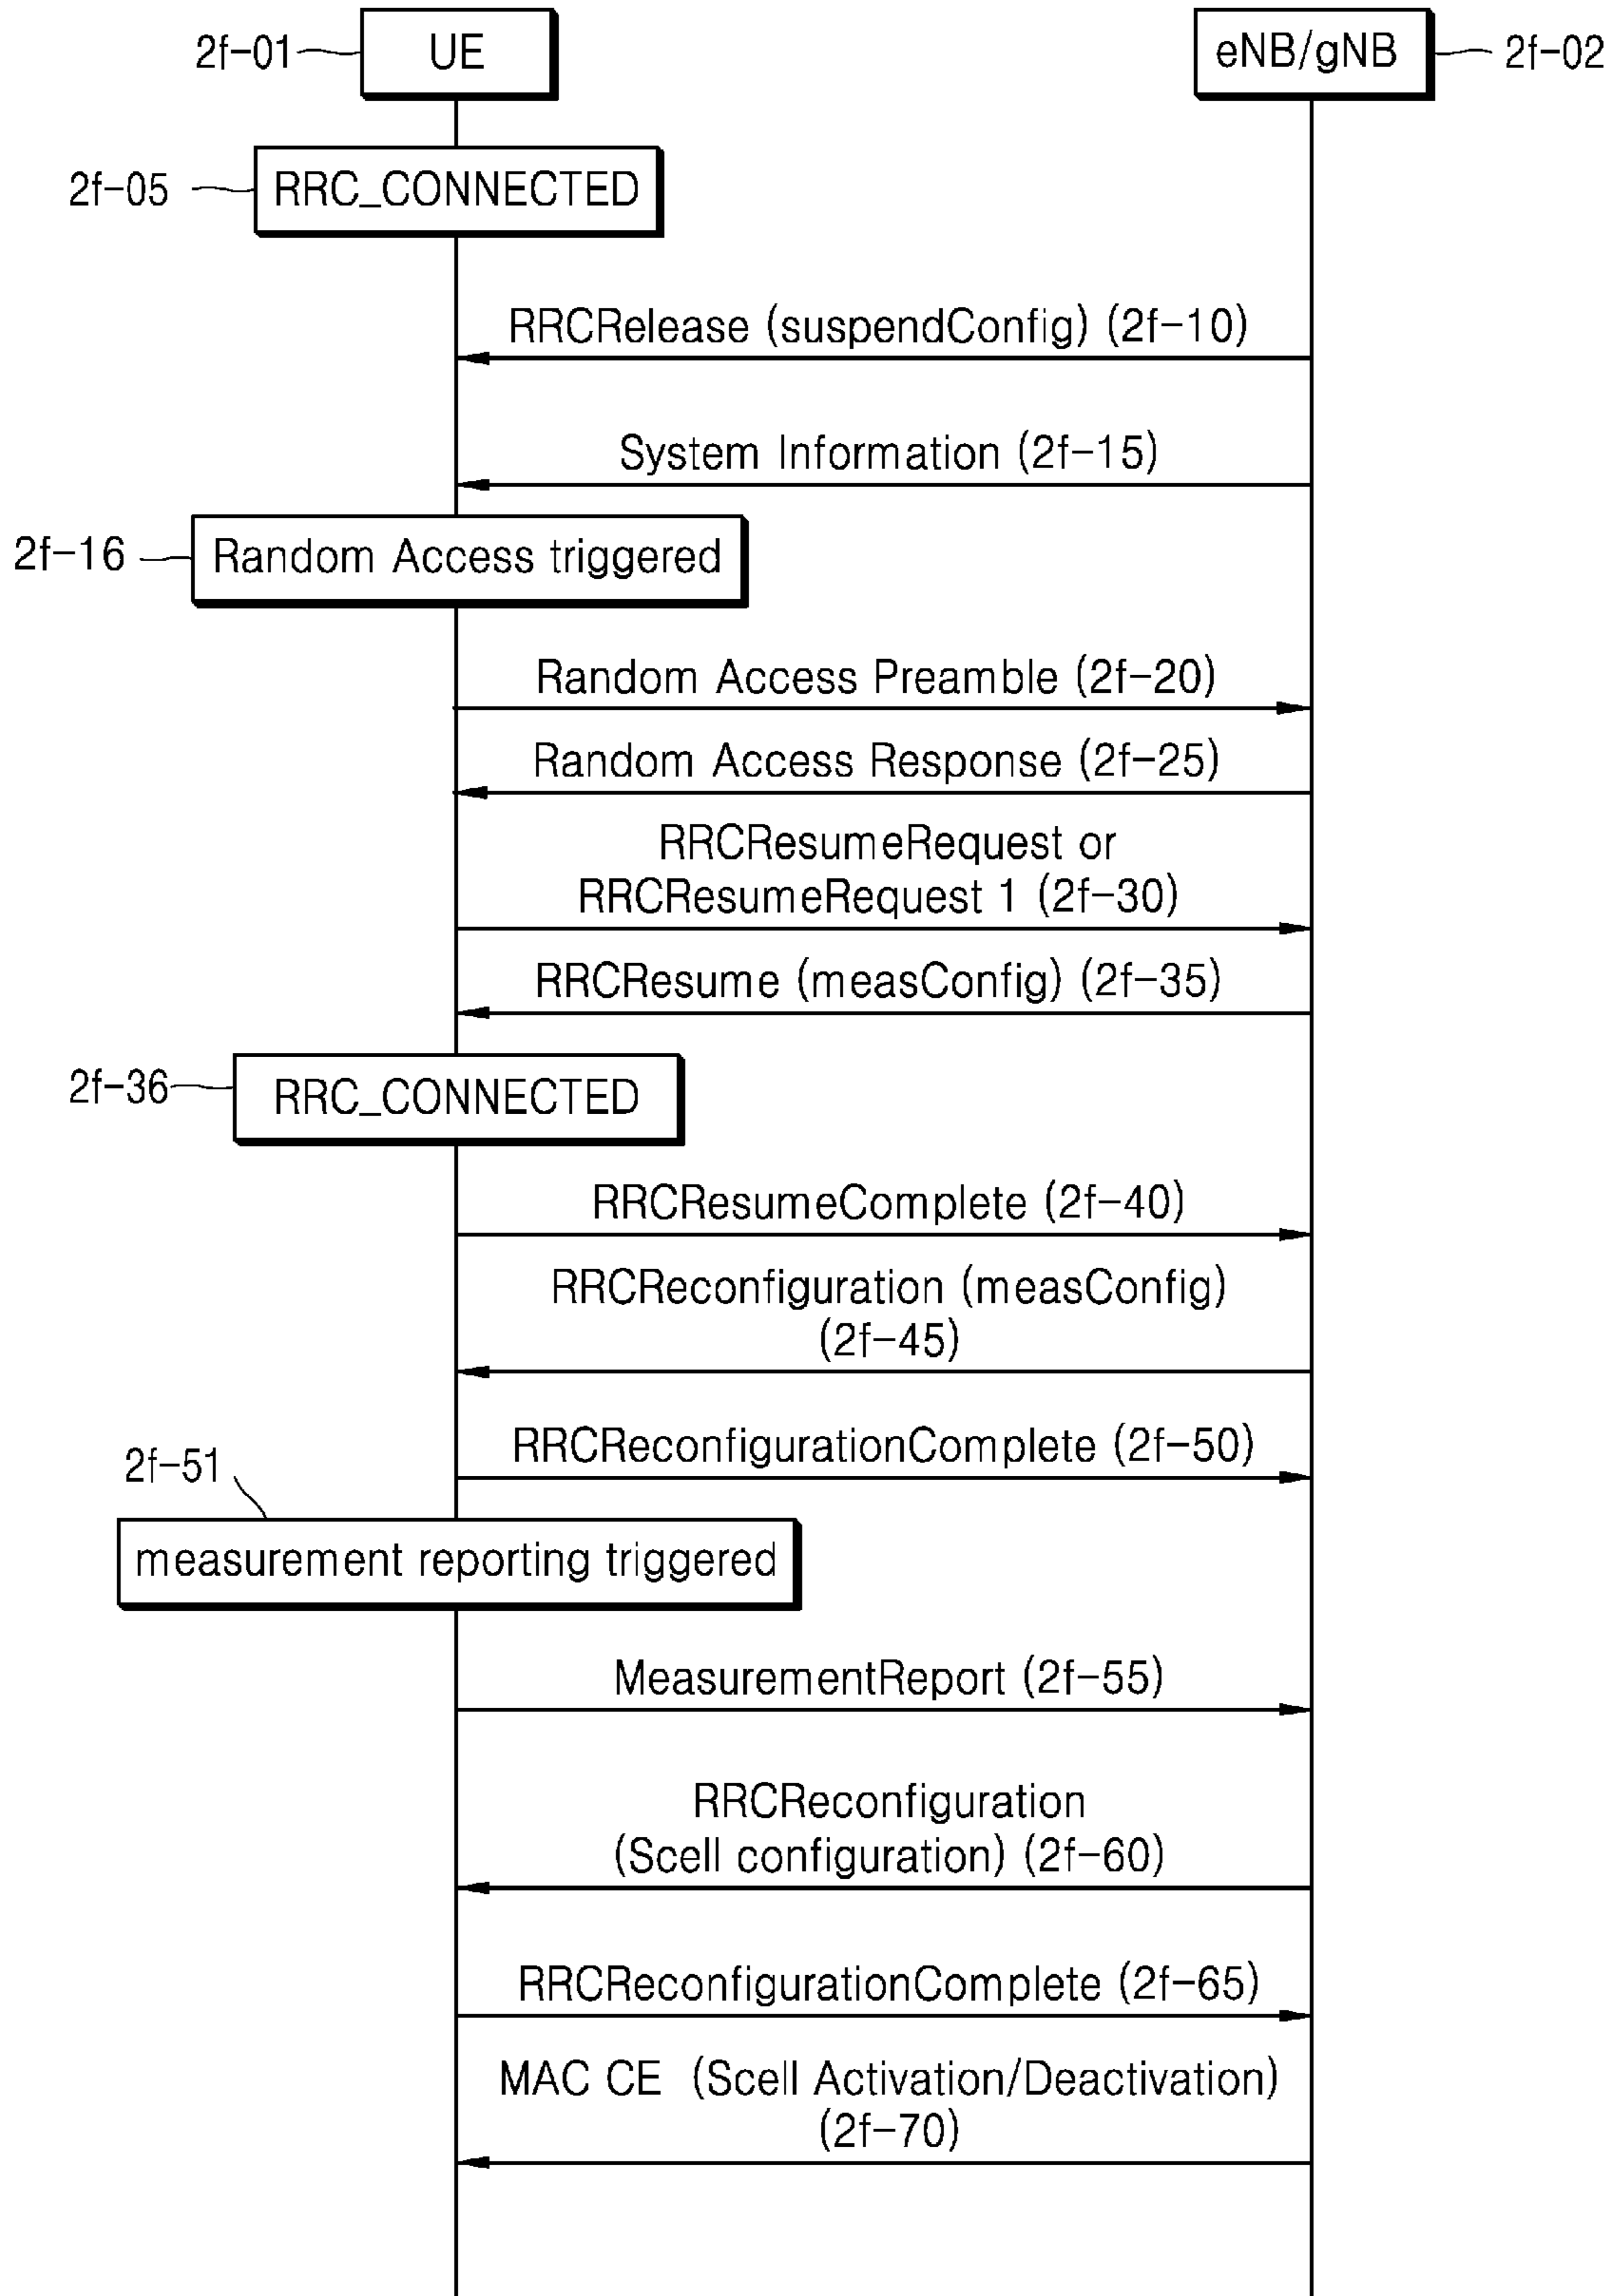 2f-01
UE
eNB/gNB
2f-02
2f-05
RRC_CONNECTED
RRCRelease (suspendConfig) (2f-10)
System Information (2f-15)
2f-16
Random Access triggered
Random Access Preamble (2f-20)
Random Access Response (2f-25)
RRCResumeRequest or
RRCResumeRequest 1 (2f-30)
RRCResume (measConfig) (2f-35)
2f-36
RRC_CONNECTED
RRCResumeComplete (2f-40)
RRCReconfiguration (measConfig)
(2f-45)
RRCReconfigurationComplete (2f-50)
2f-51
measurement reporting triggered
MeasurementReport (2f-55)
RRCReconfiguration
(Scell configuration) (2f-60)
RRCReconfigurationComplete (2f-65)
MAC CE (Scell Activation/Deactivation)
(2f-70)